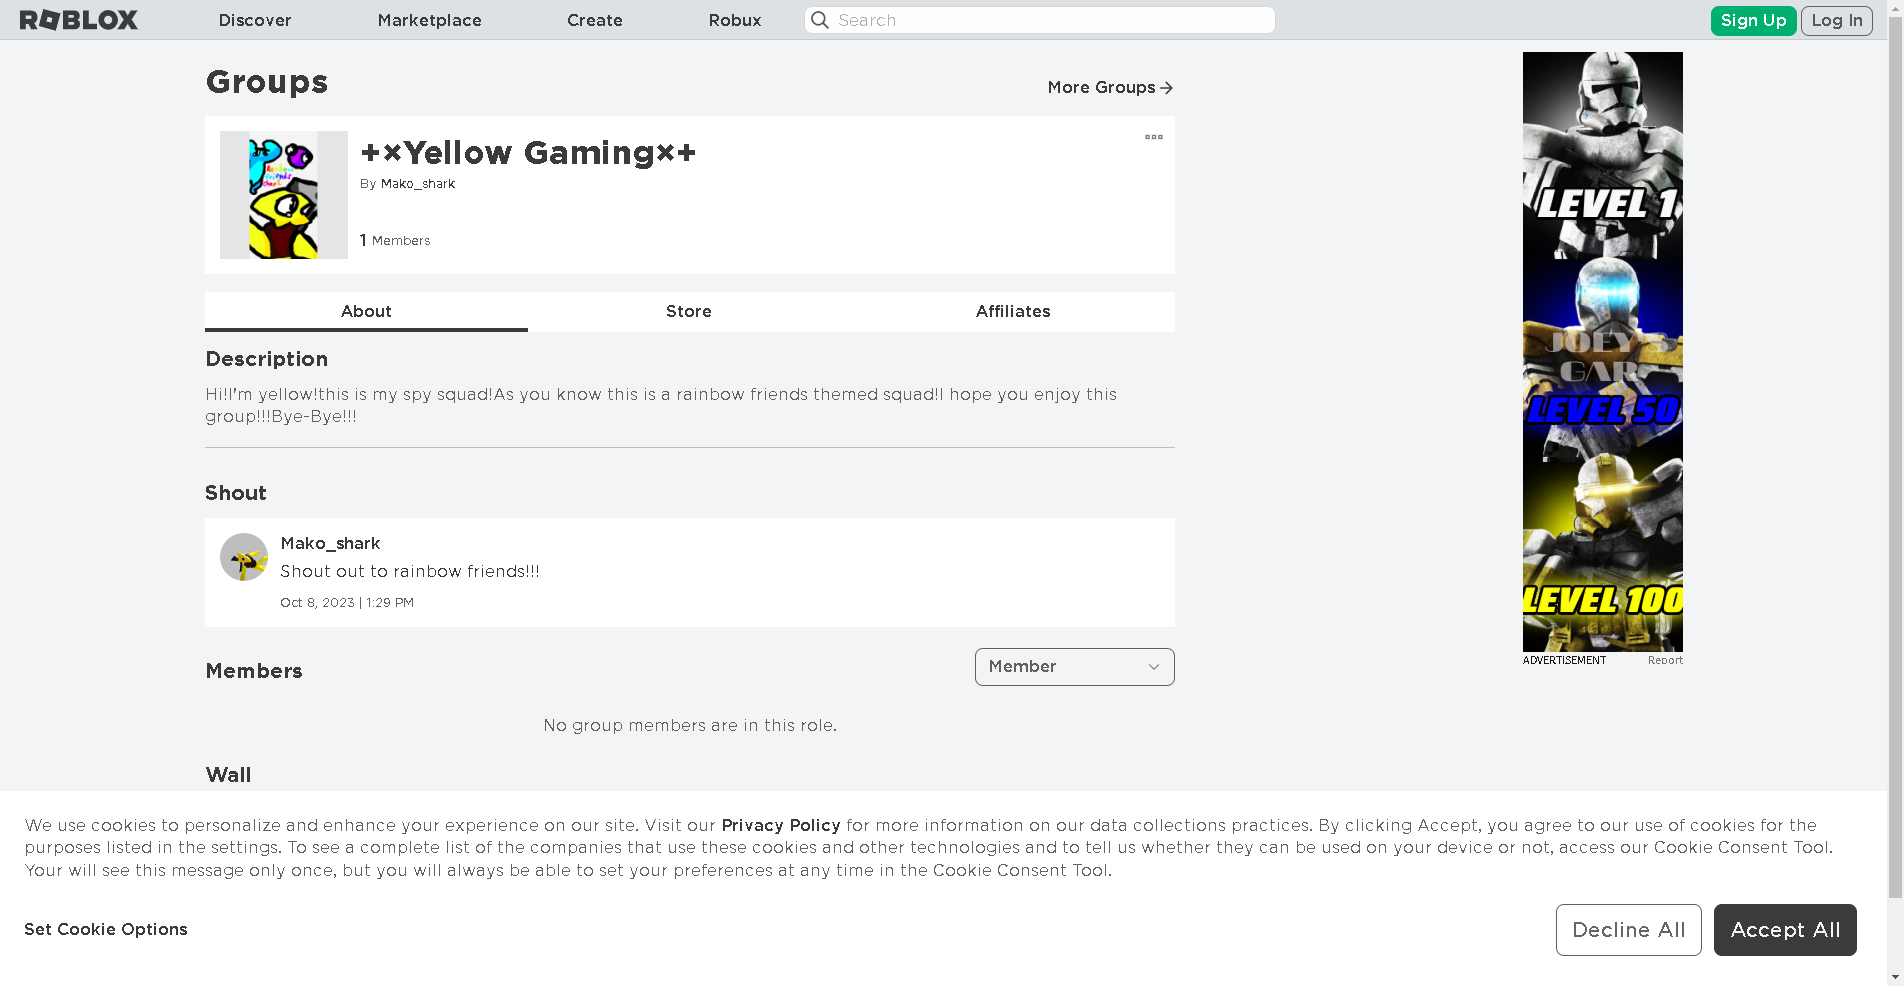 ROBLOX Discover Marketplace Create Robux Search Sign Up Log In
Groups
More Groups
+×Yellow Gaming×+
By Mako_shark
1 Members
About Store Affiliates
Description
Hi!I'm yellow!this is my spy squad!As you know this is a rainbow friends themed squad!I hope you enjoy this
group!!!Bye-Bye!!!
Shout
Mako_shark
Shout out to rainbow friends!!!
Oct 8, 2023 | 1:29 PM
Members
Member
No group members are in this role.
Wall
LEVEL 1
JOEY'S
GAR
LEVEL 50
LEVEL 100
ADVERTISEMENT Report
We use cookies to personalize and enhance your experience on our site. Visit our Privacy Policy for more information on our data collections practices. By clicking Accept, you agree to our use of cookies for the
purposes listed in the settings. To see a complete list of the companies that use these cookies and other technologies and to tell us whether they can be used on your device or not, access our Cookie Consent Tool.
Your will see this message only once, but you will always be able to set your preferences at any time in the Cookie Consent Tool.
Set Cookie Options
Decline All Accept All